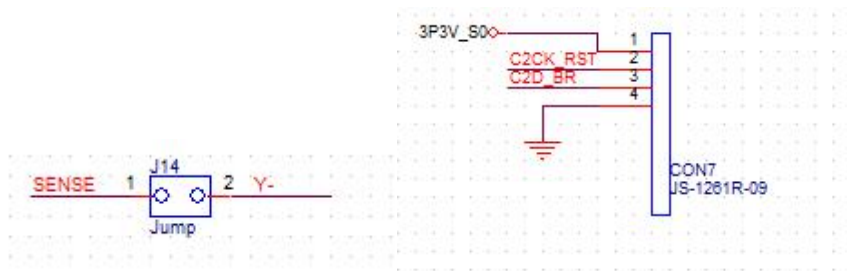 3P3V_S0
1
C2CK_RST 2
C2D_BR 3
4
CON7
JS-1261R-09
J14
SENSE 1 2 Y-
Jump